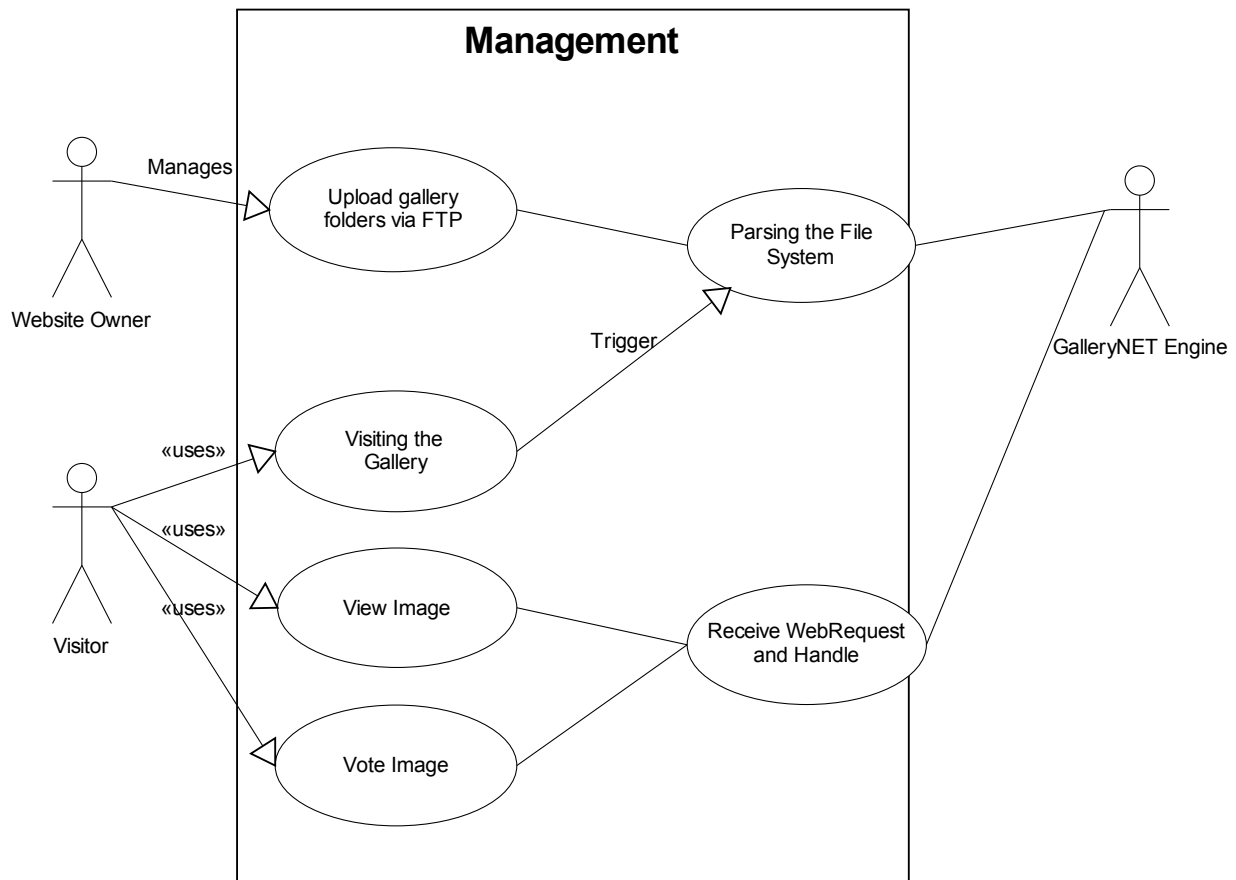 Management
Manages
Upload gallery
folders via FTP
Parsing the File
System
Website Owner
GalleryNET Engine
Trigger
«uses»
Visiting the
Gallery
«uses»
View Image
«uses»
Receive WebRequest
and Handle
Visitor
Vote Image